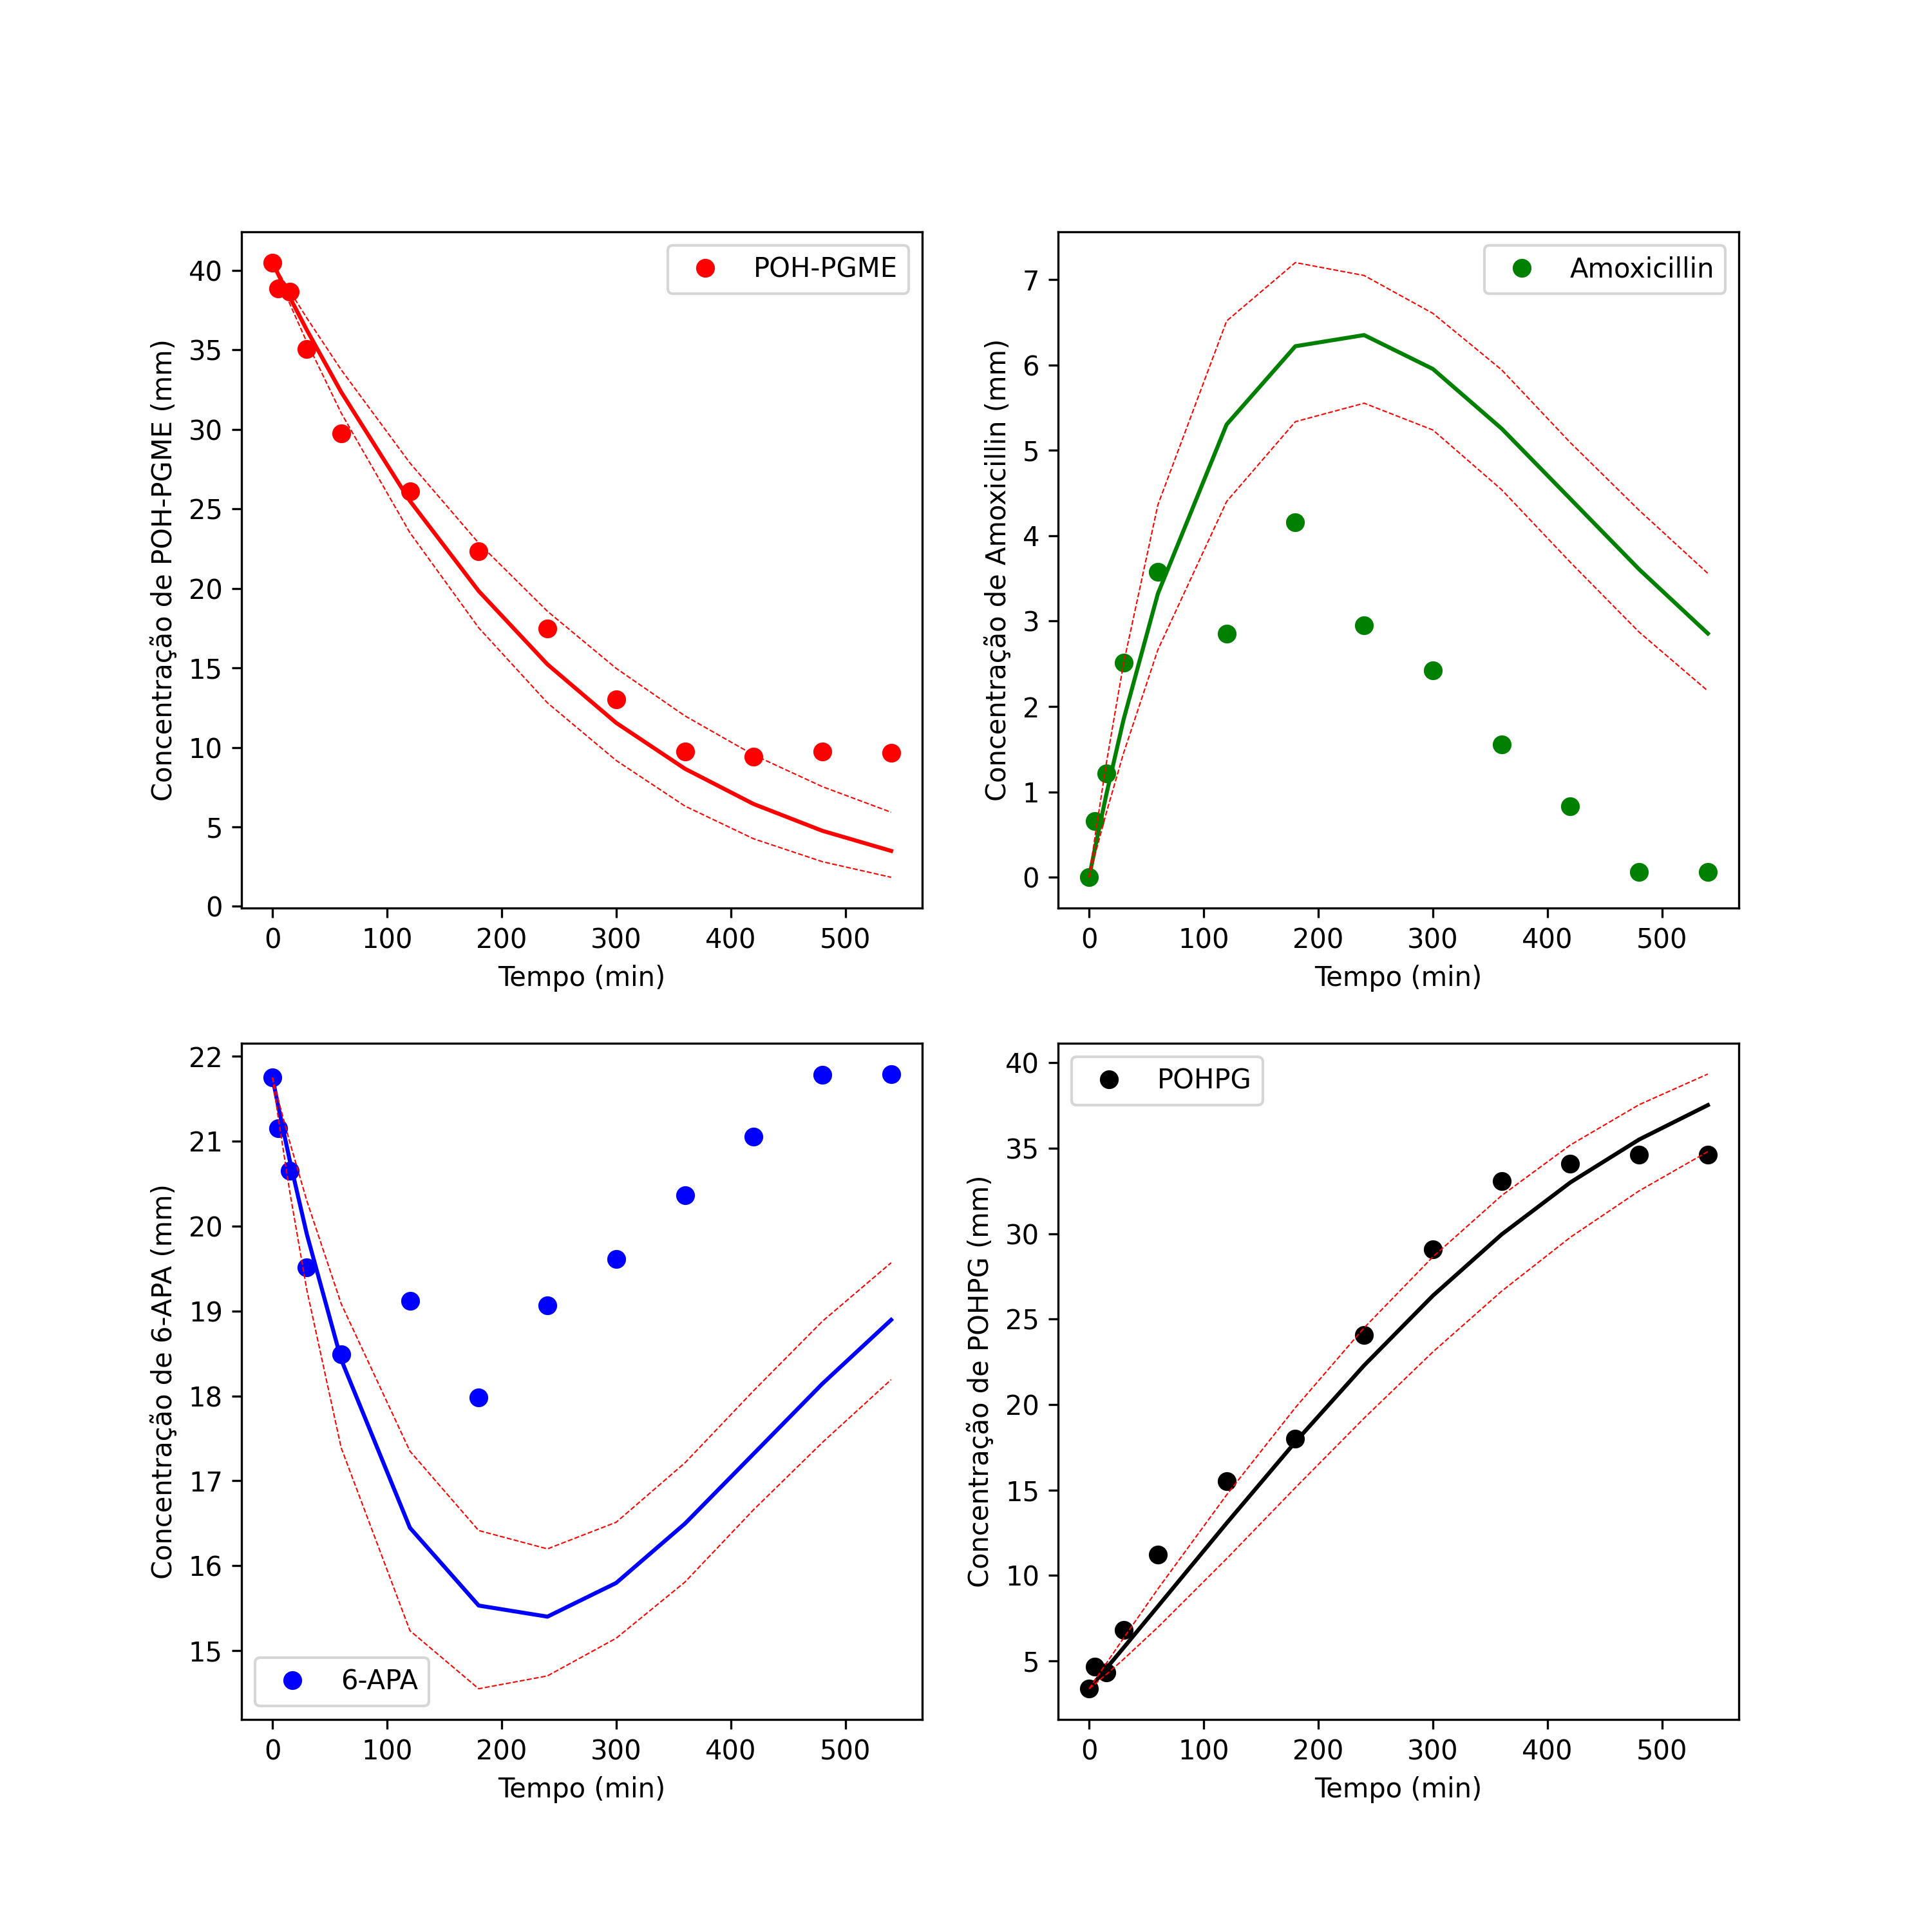 POH-PGME
Concentração de POH-PGME (mm)
40
35
30
25
20
15
10
5
0
0 100 200 300 400 500
Tempo (min)
Amoxicillin
Concentração de Amoxicillin (mm)
7
6
5
4
3
2
1
0
0 100 200 300 400 500
Tempo (min)
6-APA
Concentração de 6-APA (mm)
22
21
20
19
18
17
16
15
0 100 200 300 400 500
Tempo (min)
POHPG
Concentração de POHPG (mm)
40
35
30
25
20
15
10
5
0 100 200 300 400 500
Tempo (min)